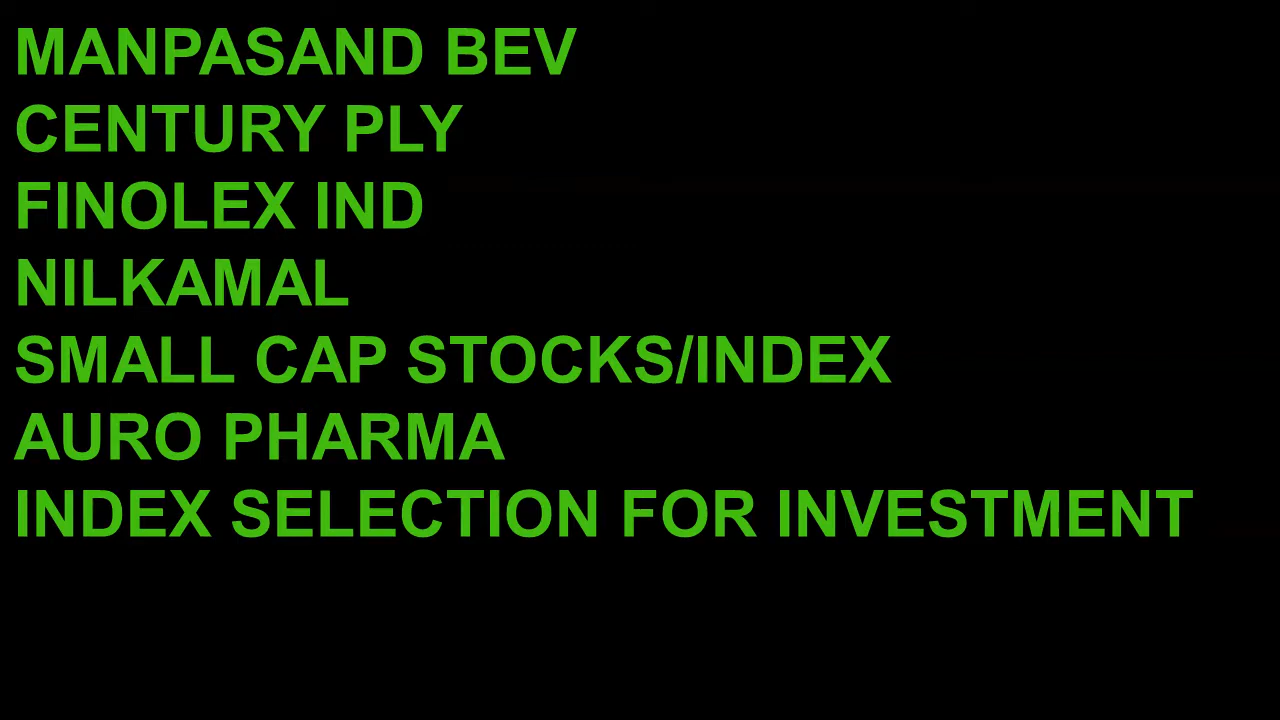 MANPASAND BEV
CENTURY PLY
FINOLEX IND
NILKAMAL
SMALL CAP STOCKS/INDEX
AURO PHARMA
INDEX SELECTION FOR INVESTMENT